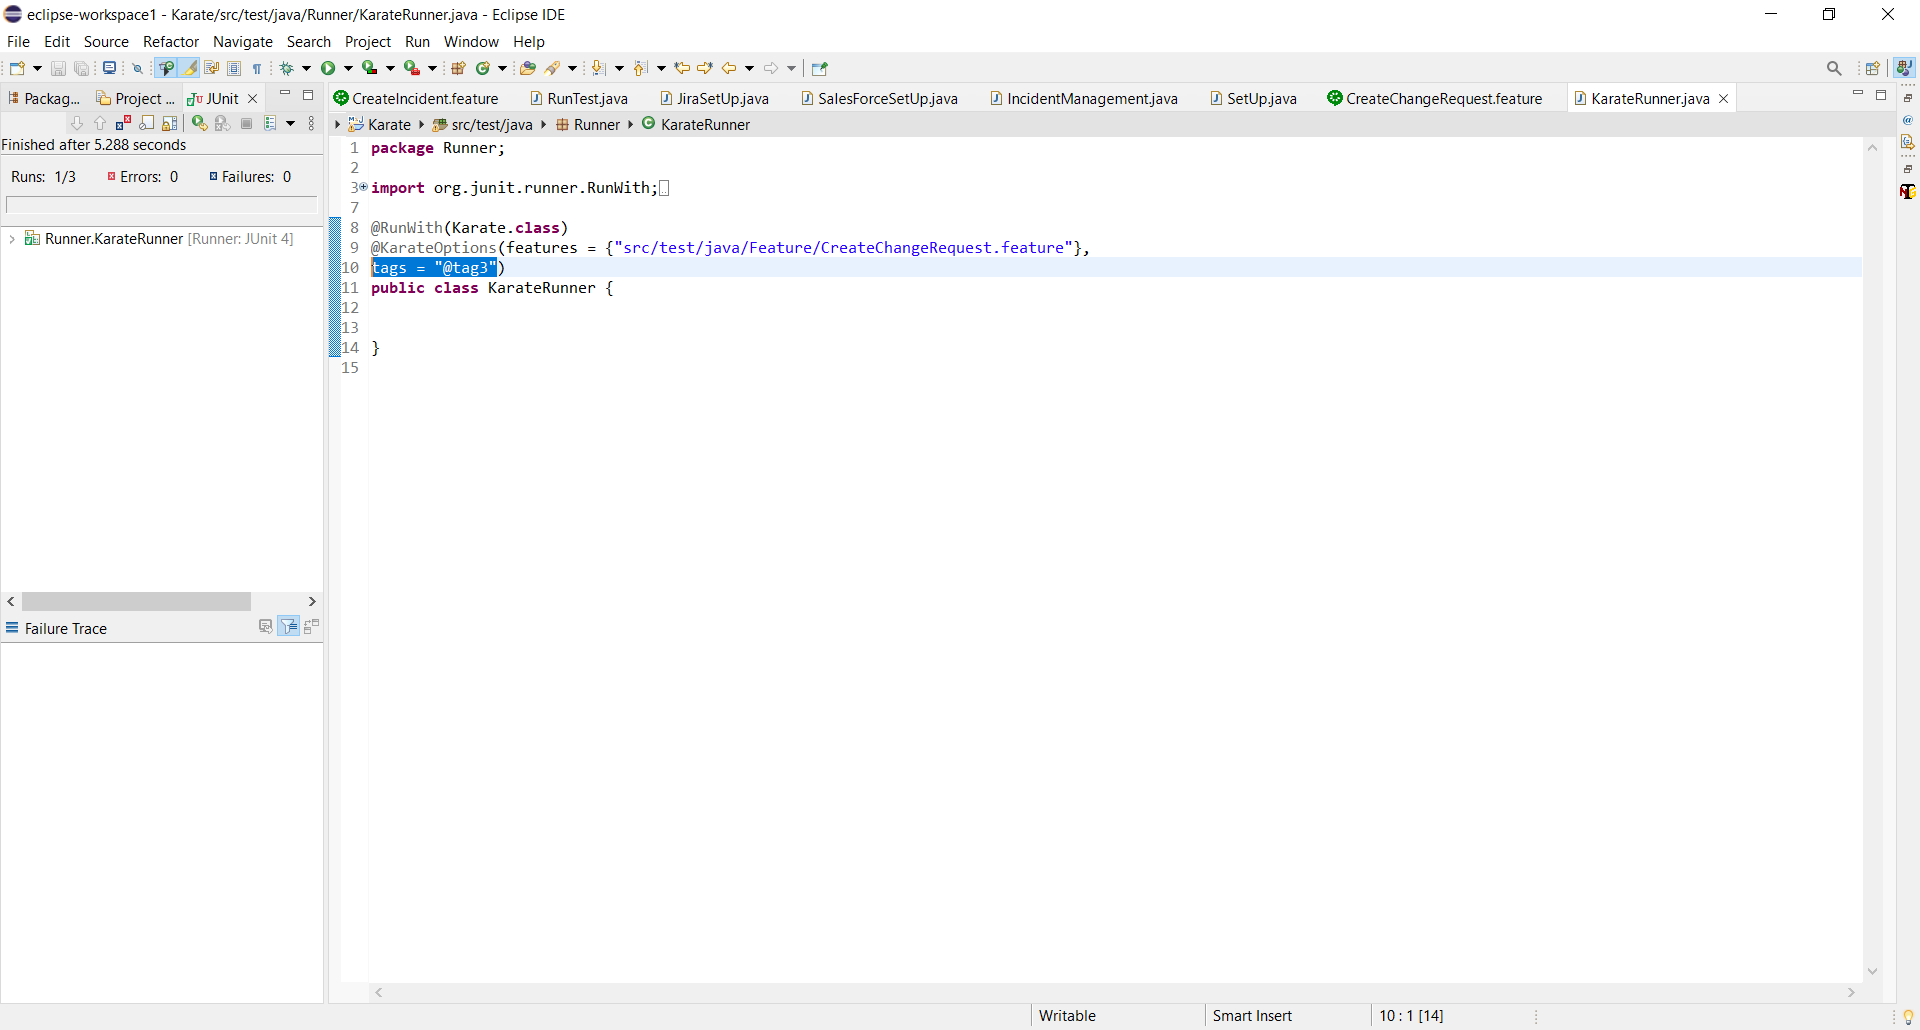 eclipse-workspace1 - Karate/src/test/java/Runner/KarateRunner.java - Eclipse IDE
File Edit Source Refactor Navigate Search Project Run Window Help
Packag... Project ... JUnit
CreateIncident.feature RunTest.java JiraSetUp.java SalesForceSetUp.java IncidentManagement.java SetUp.java CreateChangeRequest.feature KarateRunner.java
Karate src/test/java Runner KarateRunner
Finished after 5.288 seconds
Runs: 1/3 Errors: 0 Failures: 0
Runner.KarateRunner [Runner: JUnit 4]
Failure Trace
1 package Runner;
2
3 import org.junit.runner.RunWith;
7
8 @RunWith(Karate.class)
9 @KarateOptions(features = {"src/test/java/Feature/CreateChangeRequest.feature"},
10 tags = "@tag3")
11 public class KarateRunner {
12
13
14 }
15
Writable Smart Insert 10 : 1 [14]